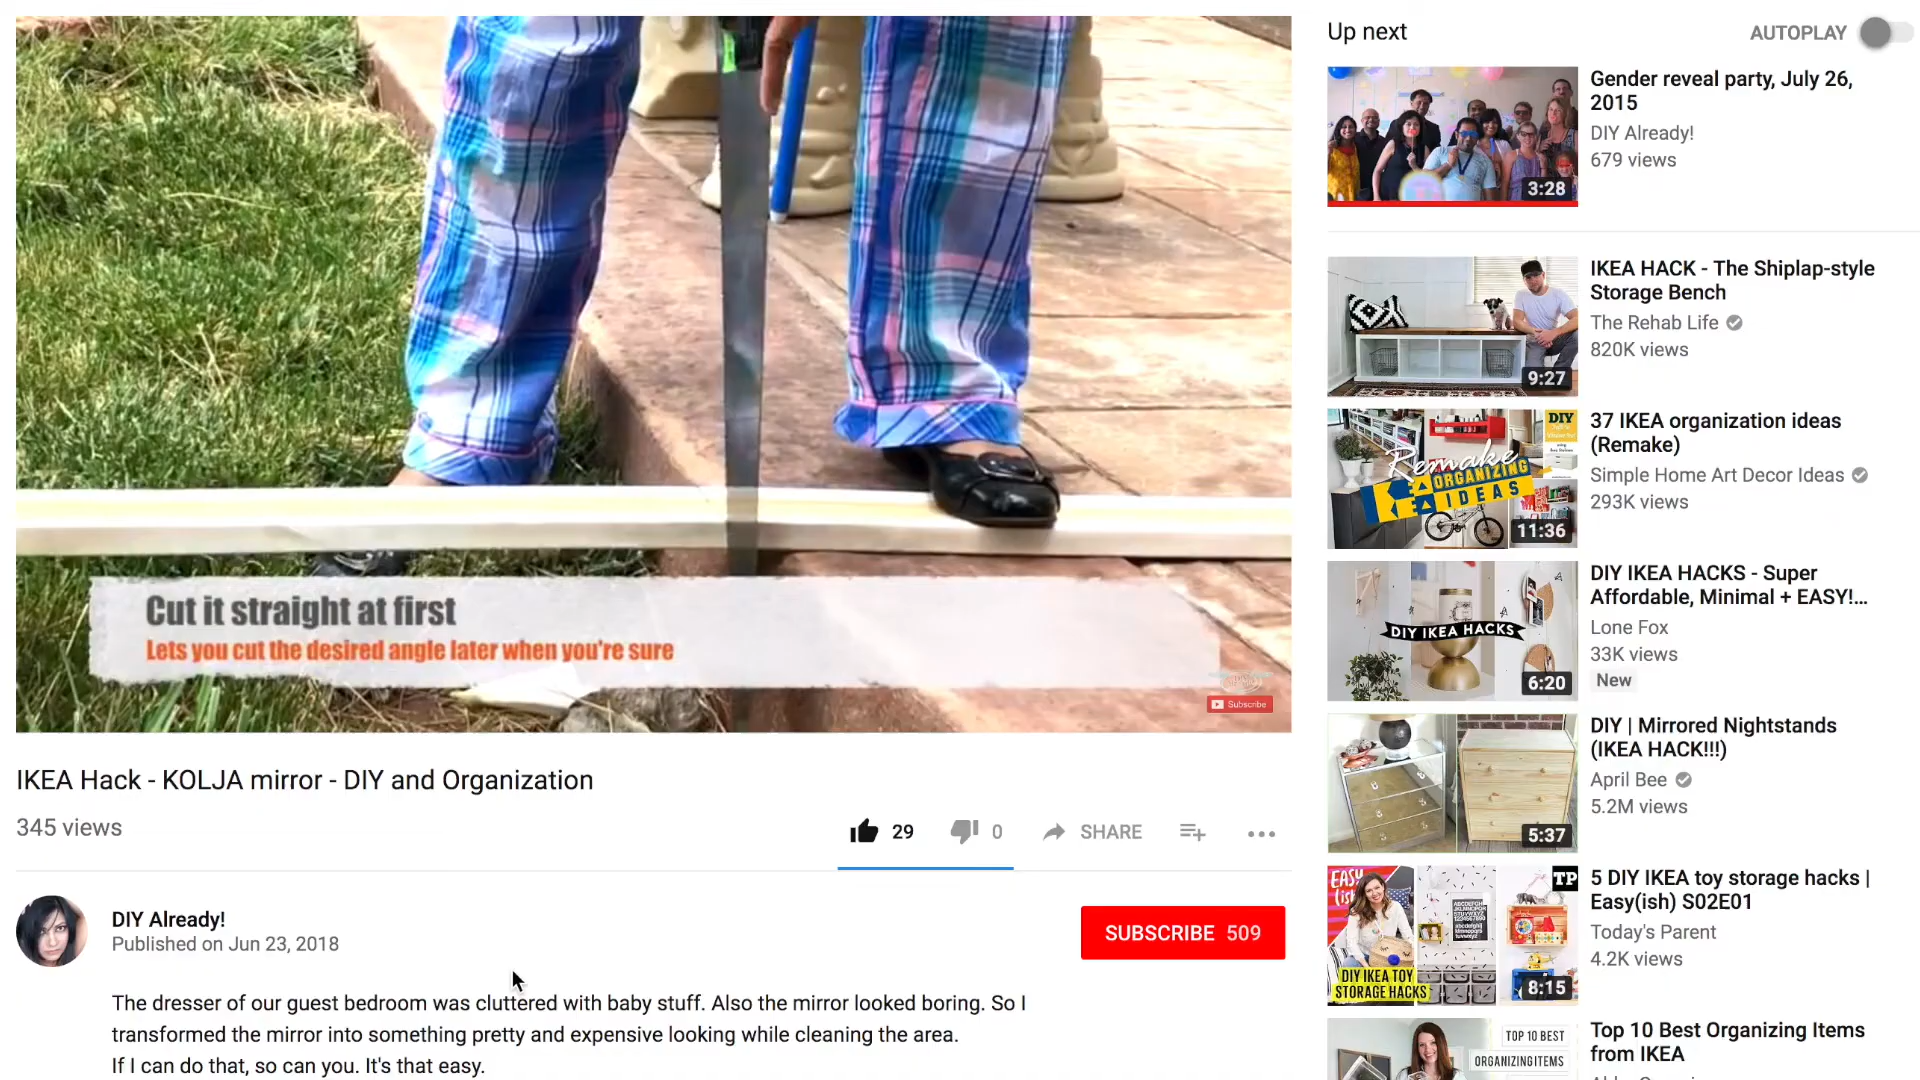 Cut it straight at first
Lets you cut the desired angle later when you're sure
Subscribe
IKEA Hack - KOLJA mirror - DIY and Organization
345 views
29
0
SHARE
DIY Already!
Published on Jun 23, 2018
SUBSCRIBE 509
The dresser of our guest bedroom was cluttered with baby stuff. Also the mirror looked boring. So I
transformed the mirror into something pretty and expensive looking while cleaning the area.
If I can do that, so can you. It's that easy.
Up next
AUTOPLAY
3:28
Gender reveal party, July 26,
2015
DIY Already!
679 views
9:27
IKEA HACK - The Shiplap-style
Storage Bench
The Rehab Life
820K views
DIY
Remake
ORGANIZING
IKEA IDEAS
11:36
37 IKEA organization ideas
(Remake)
Simple Home Art Decor Ideas
293K views
DIY IKEA HACKS
6:20
DIY IKEA HACKS - Super
Affordable, Minimal + EASY!...
Lone Fox
33K views
New
5:37
DIY | Mirrored Nightstands
(IKEA HACK!!!)
April Bee
5.2M views
EASY
(ish)
TP
DIY IKEA TOY
STORAGE HACKS
8:15
5 DIY IKEA toy storage hacks |
Easy(ish) S02E01
Today's Parent
4.2K views
TOP 10 BEST
ORGANIZING ITEMS
Top 10 Best Organizing Items
from IKEA